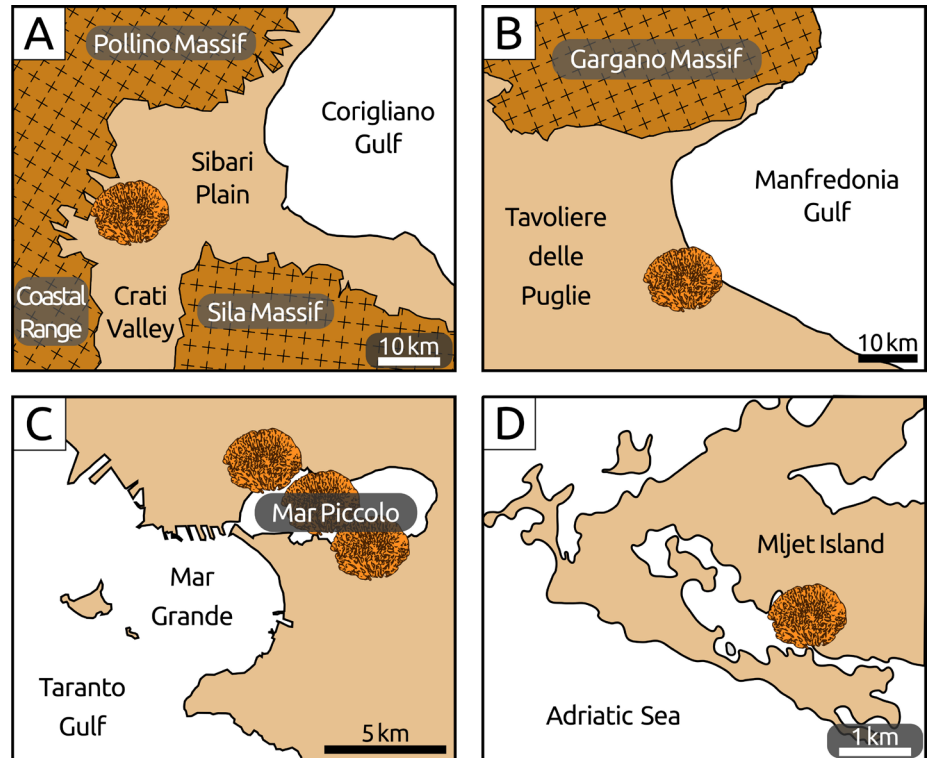 A
Pollino Massif
Corigliano
Gulf
Sibari
Plain
Coastal
Range
Crati
Valley
Sila Massif
10 km
B
Gargano Massif
Manfredonia
Gulf
Tavoliere
delle
Puglie
10 km
C
Mar Piccolo
Mar
Grande
Taranto
Gulf
5 km
D
Mljet Island
Adriatic Sea
1 km